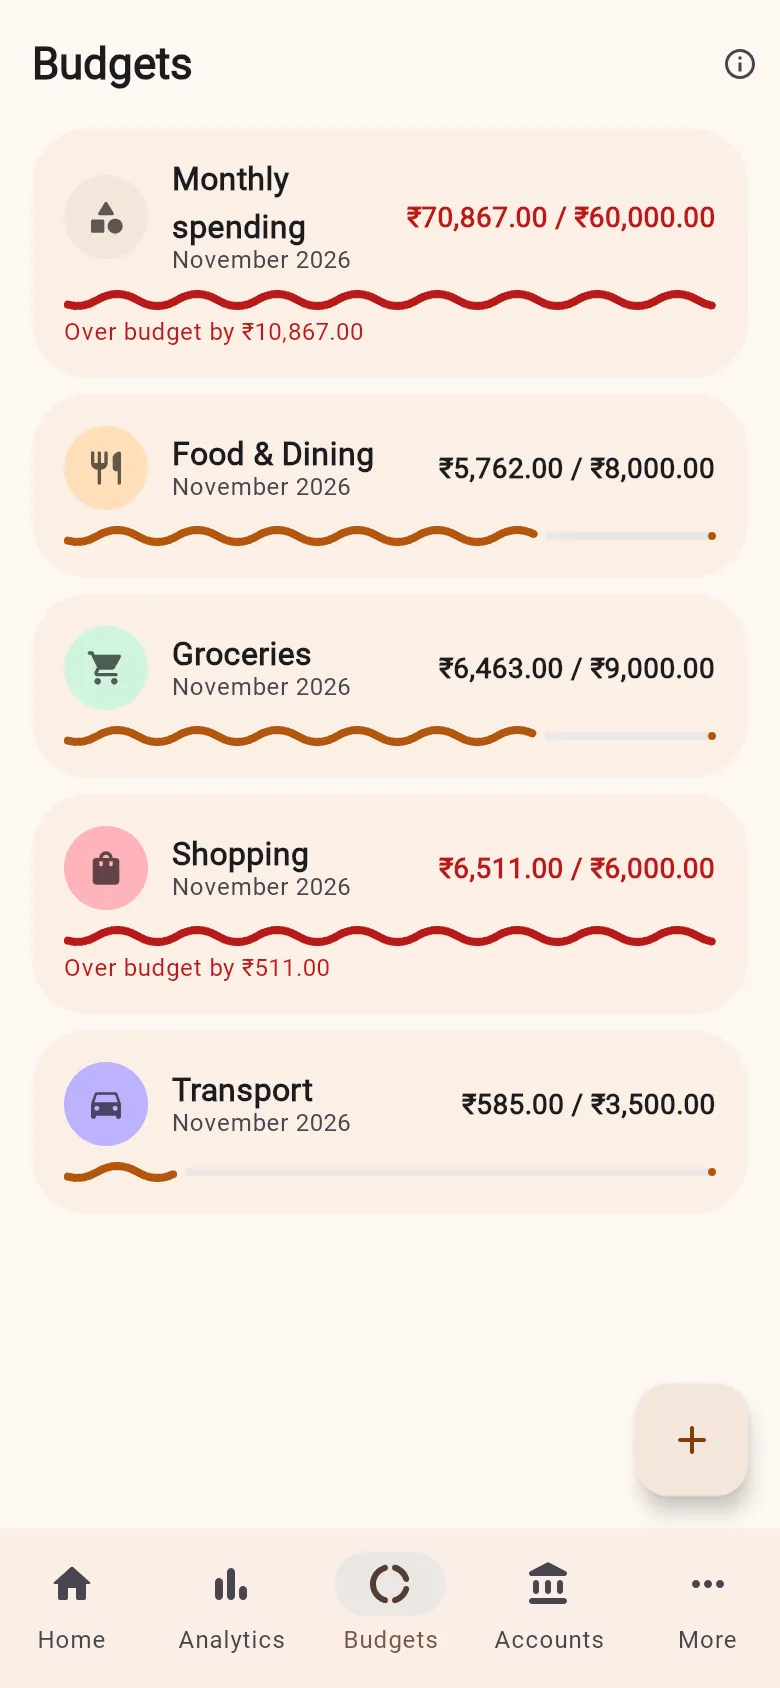 Budgets
Monthly
spending
₹70,867.00 / ₹60,000.00
November 2026
Over budget by ₹10,867.00
Food & Dining
₹5,762.00 / ₹8,000.00
November 2026
Groceries
₹6,463.00 / ₹9,000.00
November 2026
Shopping
₹6,511.00 / ₹6,000.00
November 2026
Over budget by ₹511.00
Transport
₹585.00 / ₹3,500.00
November 2026
Home
Analytics
Budgets
Accounts
More